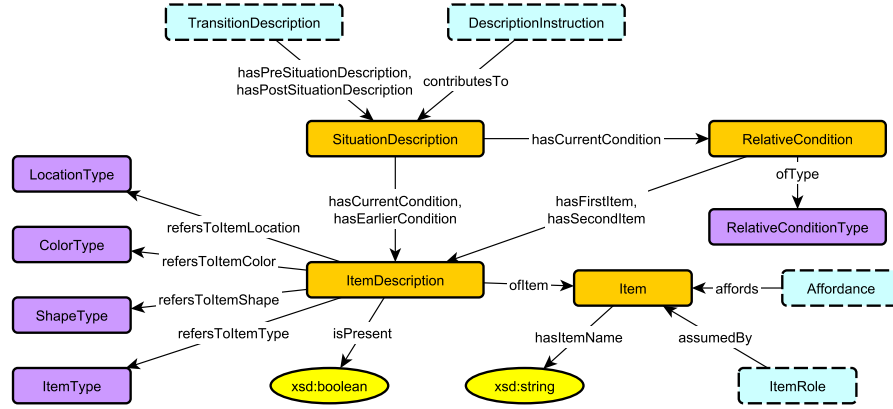 TransitionDescription
DescriptionInstruction
hasPreSituationDescription,
hasPostSituationDescription
contributesTo
SituationDescription
hasCurrentCondition
RelativeCondition
LocationType
ofType
hasCurrentCondition,
hasEarlierCondition
hasFirstItem,
hasSecondItem
refersToItemLocation
RelativeConditionType
ColorType
refersToItemColor
ItemDescription
ofItem
Item
affords
Affordance
refersToItemShape
ShapeType
refersToItemType
isPresent
hasItemName
assumedBy
ItemType
xsd:boolean
xsd:string
ItemRole